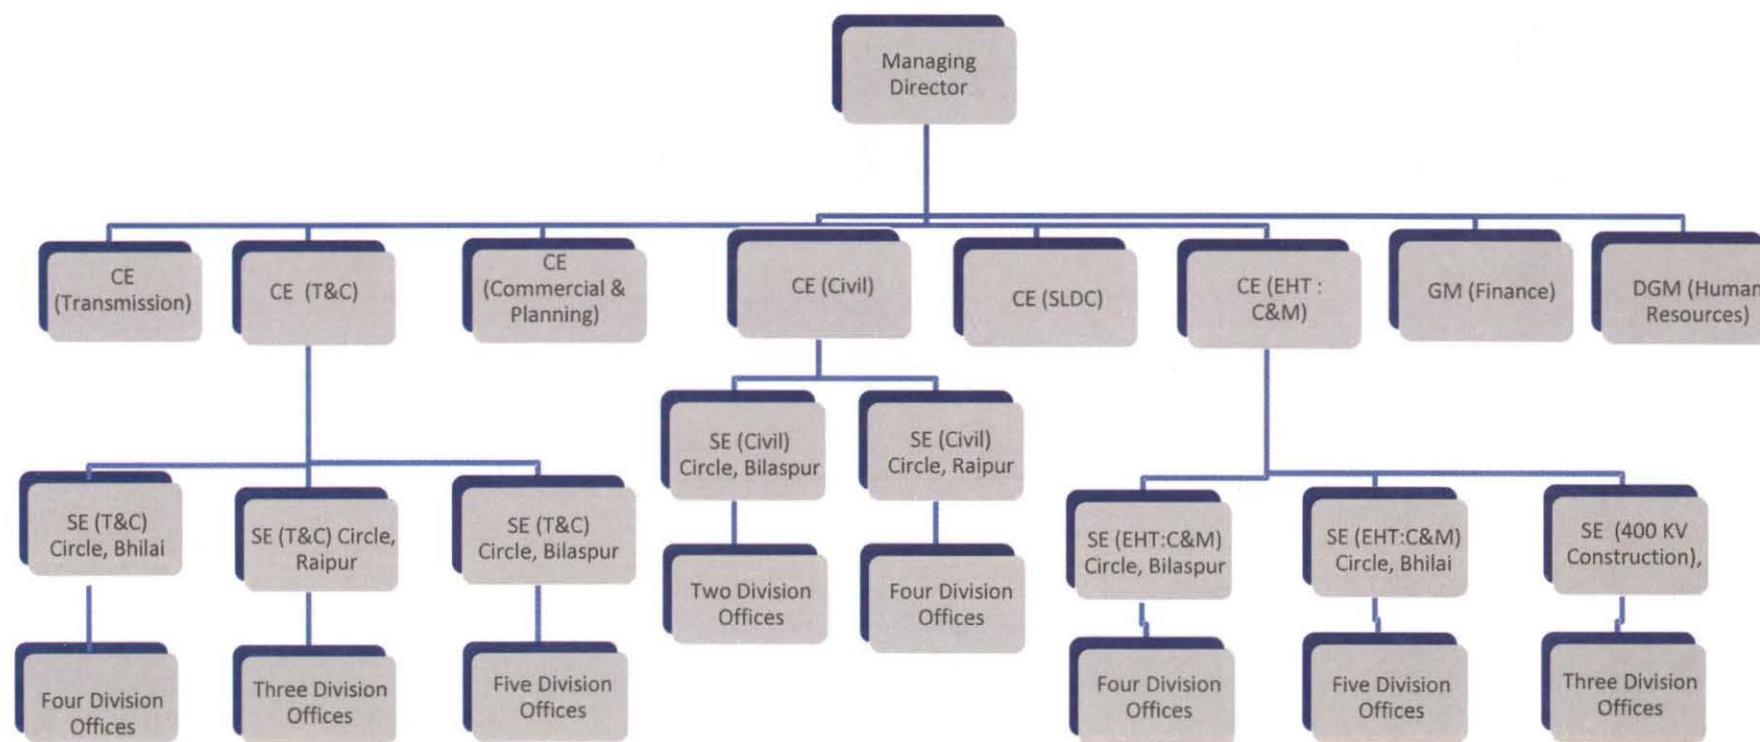 Managing
Director
CE
(Transmission)
CE (T&C)
CE
(Commercial &
Planning)
CE (Civil)
CE (SLDC)
CE (EHT :
C&M)
GM (Finance)
DGM (Human
Resources)
SE (T&C)
Circle, Bhilai
SE (T&C) Circle,
Raipur
SE (T&C)
Circle, Bilaspur
SE (Civil)
Circle, Bilaspur
SE (Civil)
Circle, Raipur
SE (EHT:C&M)
Circle, Bilaspur
SE (EHT:C&M)
Circle, Bhilai
SE (400 KV
Construction),
Four Division
Offices
Three Division
Offices
Five Division
Offices
Two Division
Offices
Four Division
Offices
Four Division
Offices
Five Division
Offices
Three Division
Offices